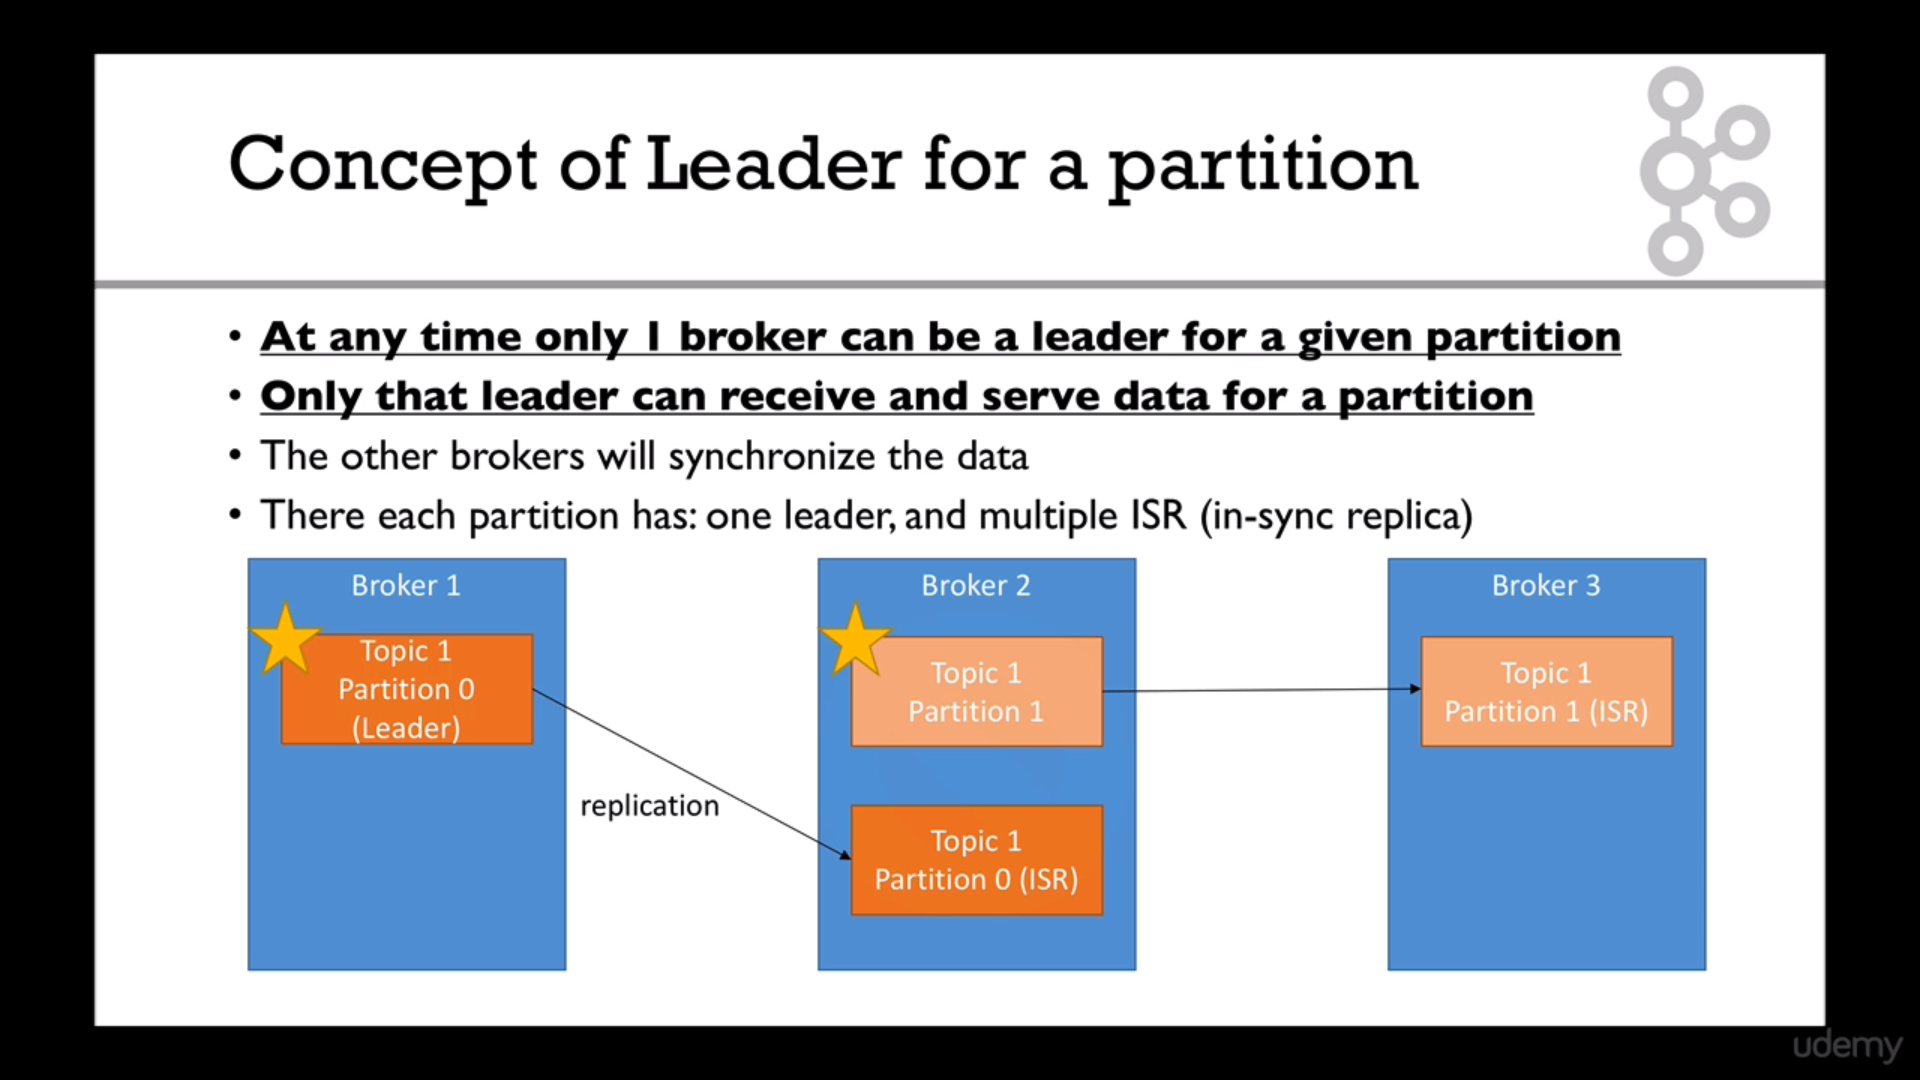 Concept of Leader for a partition
• At any time only 1 broker can be a leader for a given partition
• Only that leader can receive and serve data for a partition
• The other brokers will synchronize the data
• There each partition has: one leader, and multiple ISR (in-sync replica)
Broker 1
Topic 1
Partition 0
(Leader)
replication
Broker 2
Topic 1
Partition 1
Topic 1
Partition 0 (ISR)
Broker 3
Topic 1
Partition 1 (ISR)
udemy